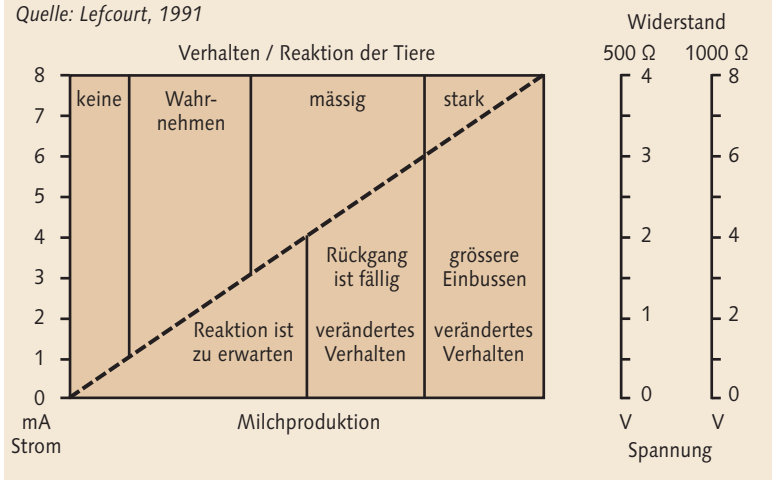 Quelle: Lefcourt, 1991
Verhalten / Reaktion der Tiere
Widerstand
500 Ω 1000 Ω
keine
Wahr-
nehmen
mässig
stark
8
7
6
5
4
3
2
1
0
mA
Strom
Reaktion ist
zu erwarten
Rückgang
ist fällig
verändertes
Verhalten
grössere
Einbussen
verändertes
Verhalten
Milchproduktion
4
3
2
1
0
V
8
6
4
2
0
V
Spannung